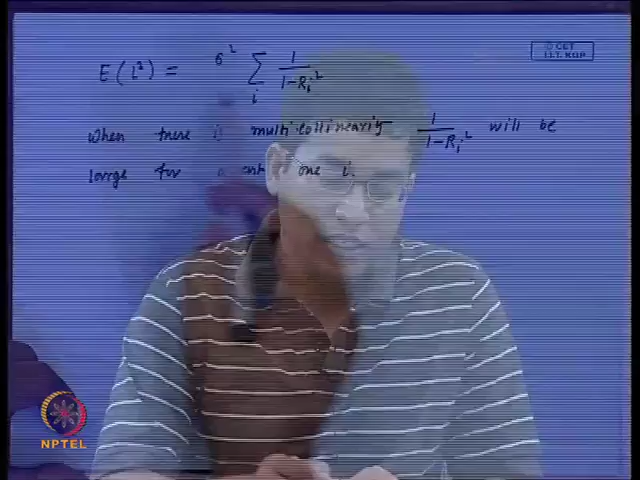 © CET
I.I.T. KGP
E(L²) = σ² ∑ᵢ 1/(1-Rᵢ²)
When there is multicollinearity 1/(1-Rᵢ²) will be
large for one i.
NPTEL